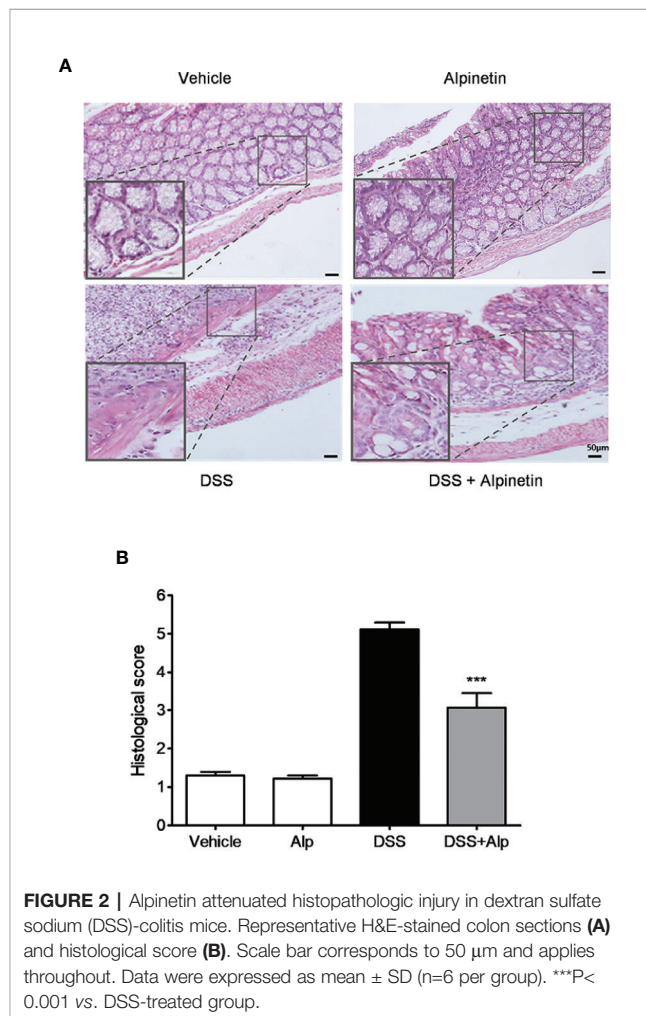 A
Vehicle Alpinetin
50μm
DSS DSS + Alpinetin
B
6
5
4
3
2
1
0
Histological score
***
Vehicle Alp DSS DSS+Alp
FIGURE 2 | Alpinetin attenuated histopathologic injury in dextran sulfate
sodium (DSS)-colitis mice. Representative H&E-stained colon sections (A)
and histological score (B). Scale bar corresponds to 50 μm and applies
throughout. Data were expressed as mean ± SD (n=6 per group). ***P<
0.001 vs. DSS-treated group.